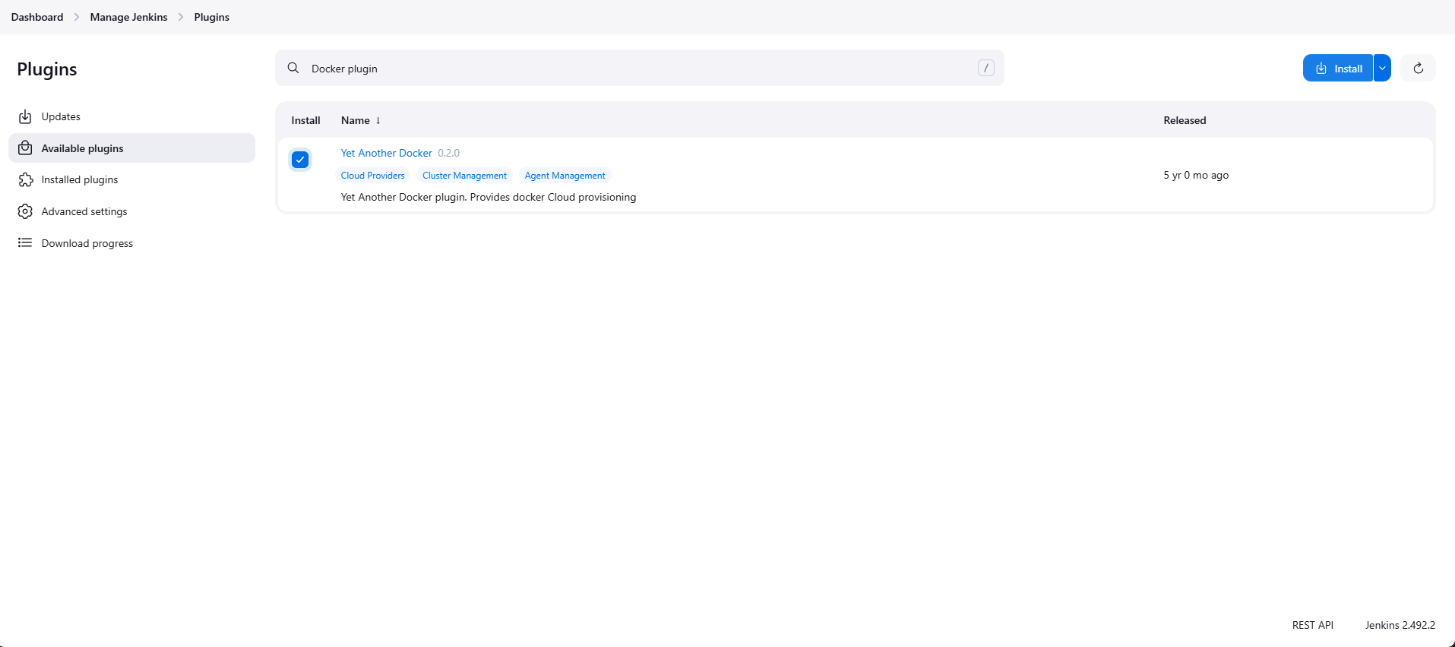 Dashboard > Manage Jenkins > Plugins
Plugins
Docker plugin /
Install
Updates
Available plugins
Installed plugins
Advanced settings
Download progress
Install Name ↓ Released
Yet Another Docker 0.2.0
Cloud Providers Cluster Management Agent Management
5 yr 0 mo ago
Yet Another Docker plugin. Provides docker Cloud provisioning
REST API Jenkins 2.492.2